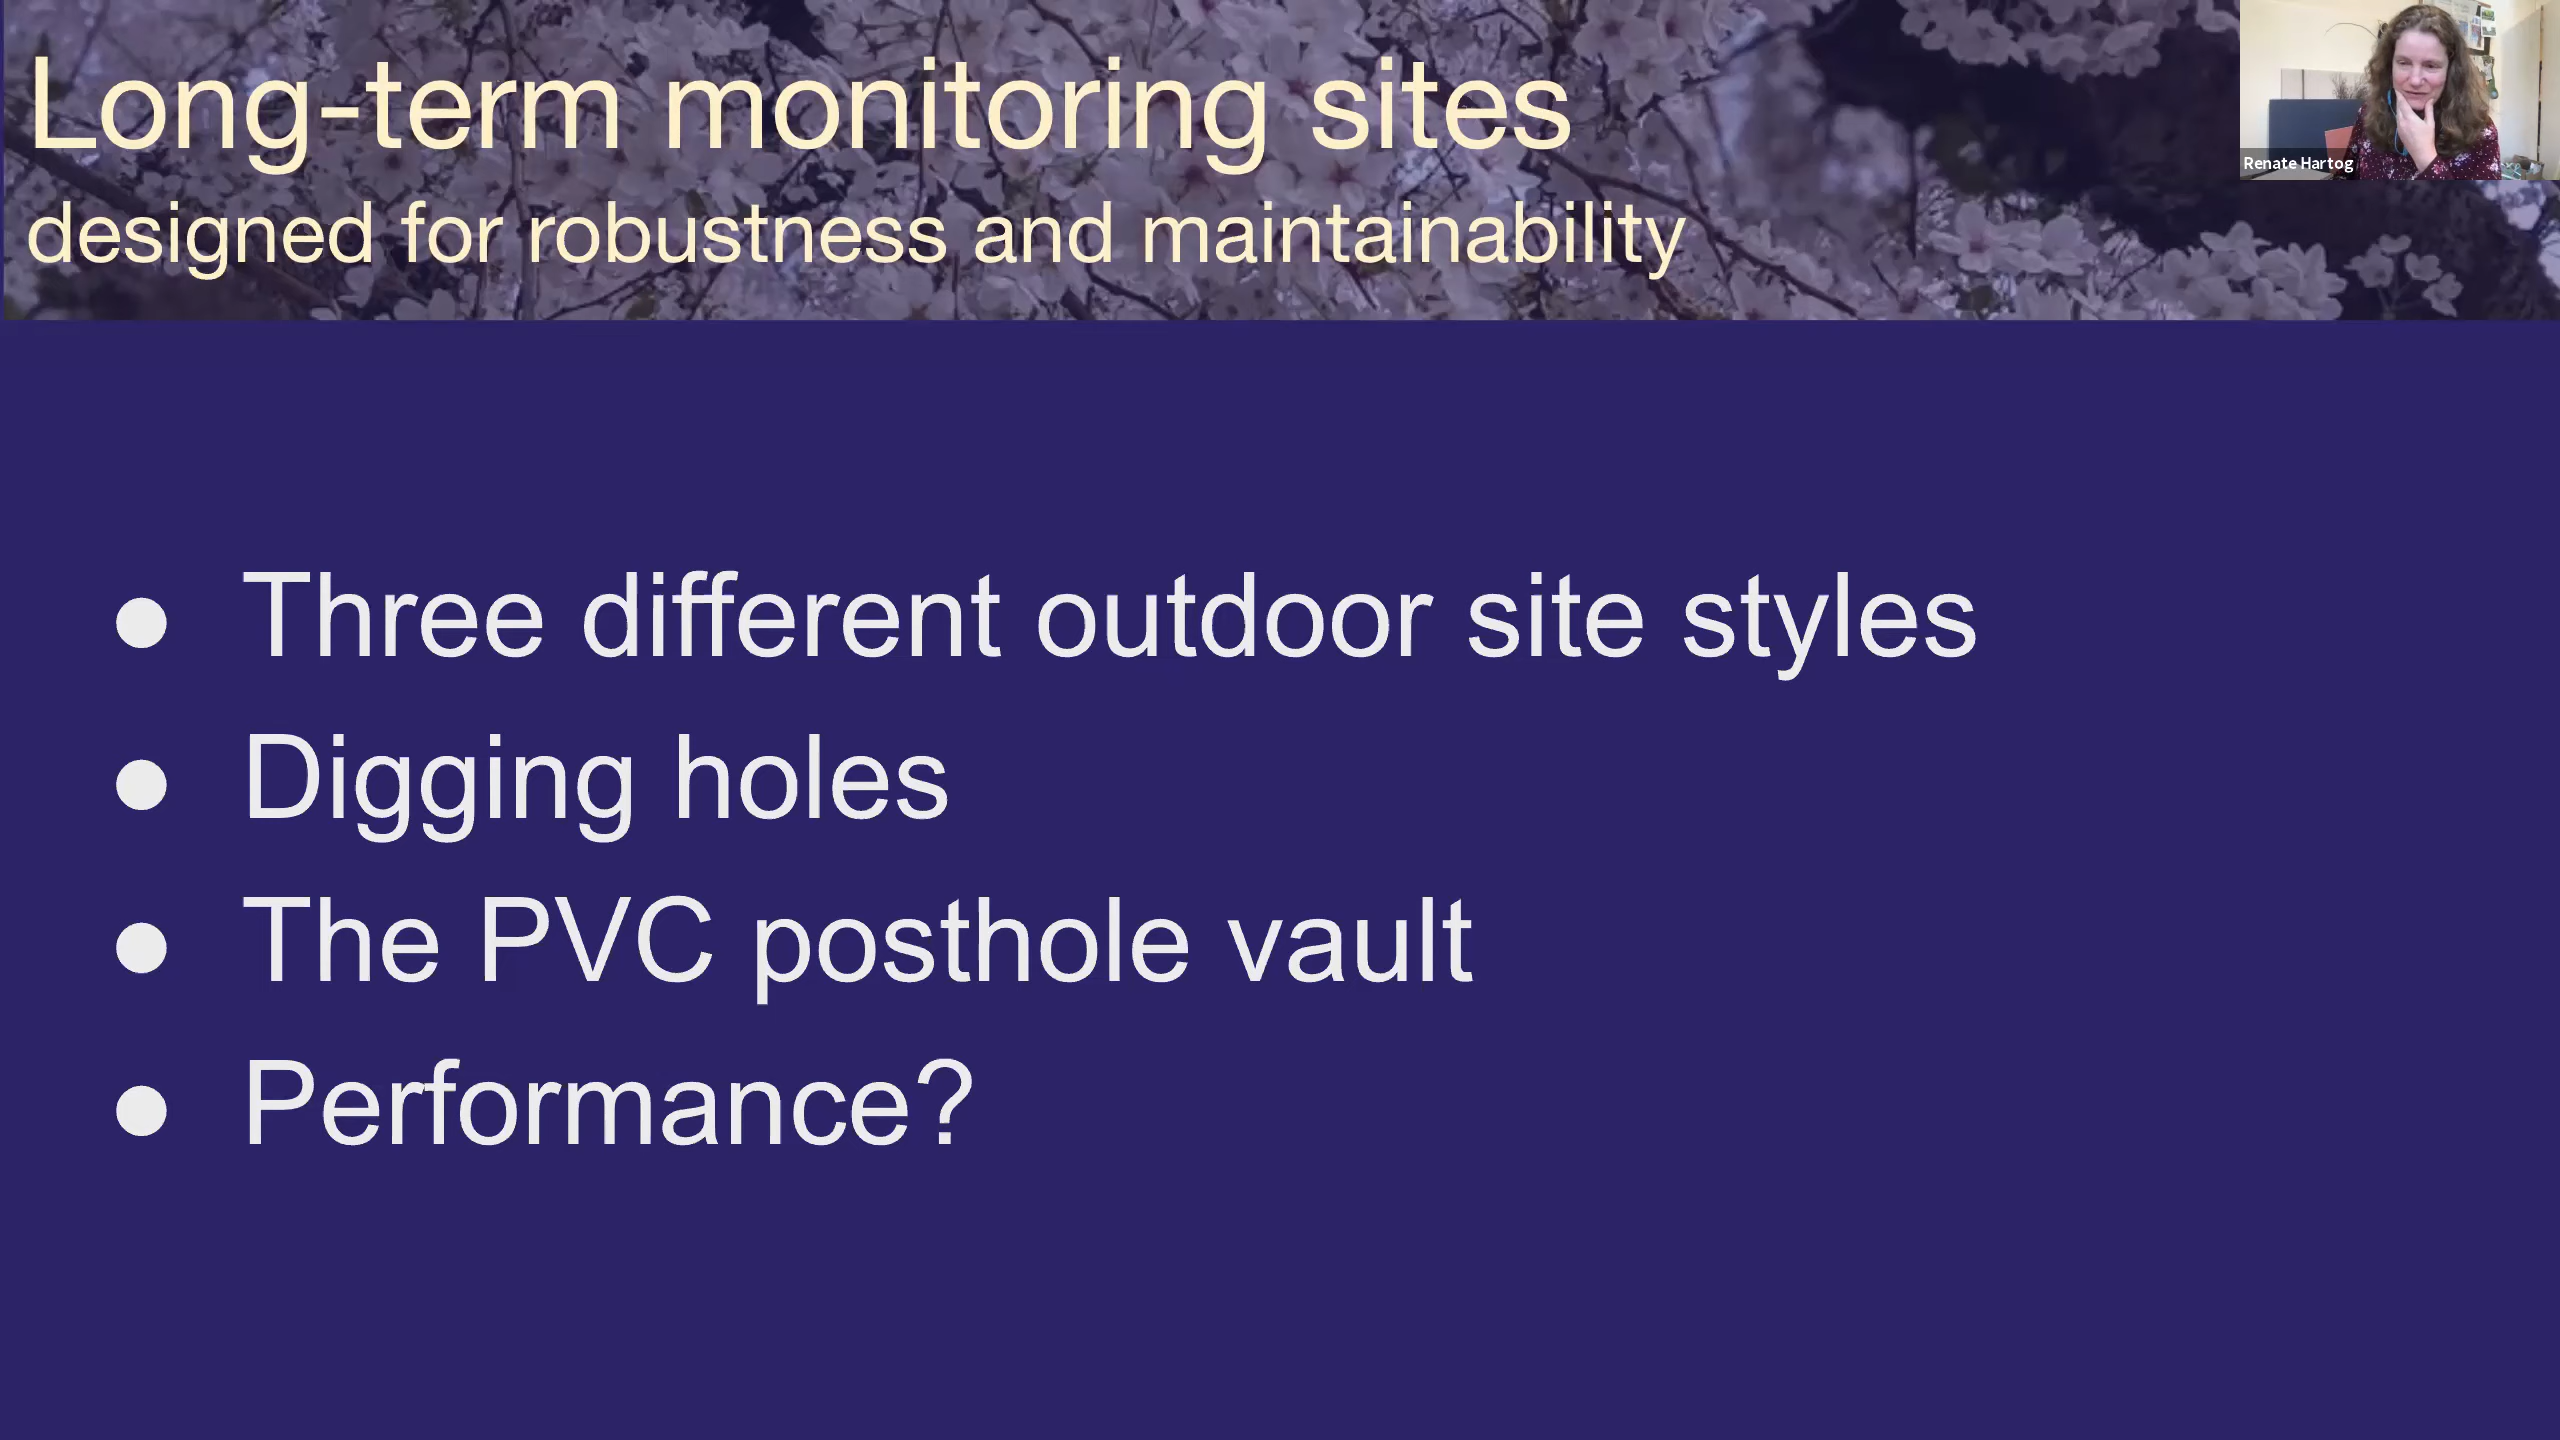 Long-term monitoring sites
designed for robustness and maintainability
Renate Hartog
● Three different outdoor site styles
● Digging holes
● The PVC posthole vault
● Performance?